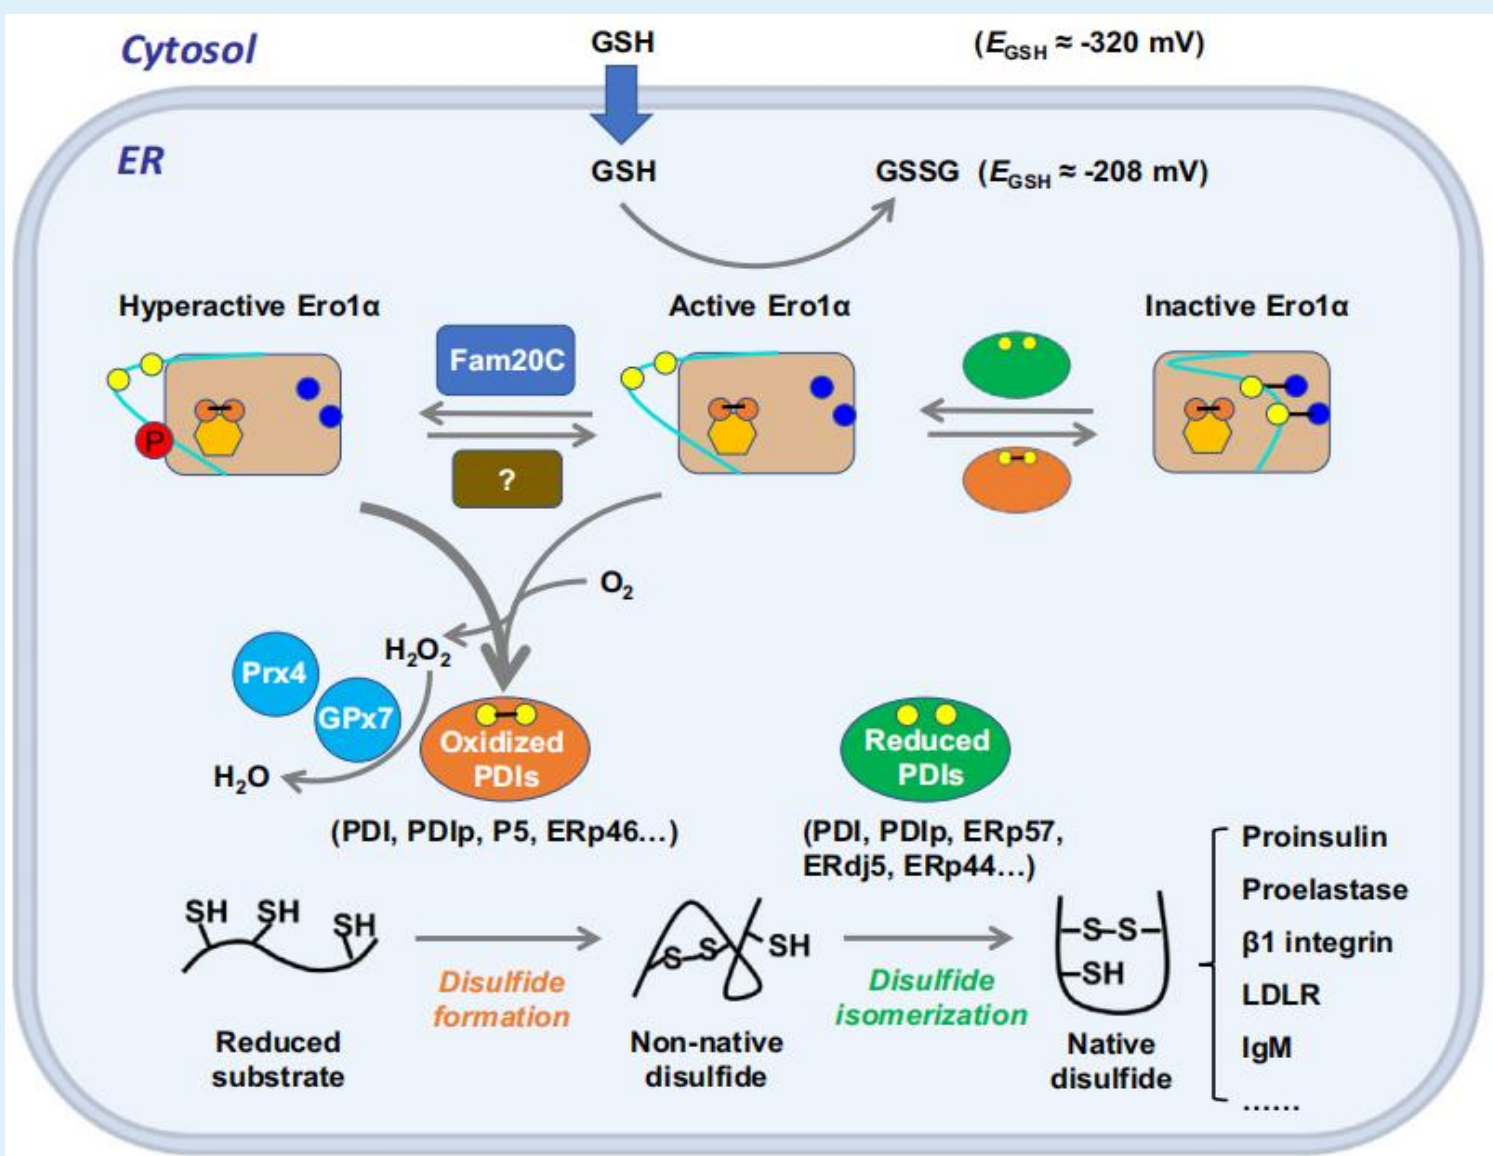 Cytosol
GSH
(E_GSH ≈ -320 mV)
ER
GSH
GSSG (E_GSH ≈ -208 mV)
Hyperactive Ero1α
Active Ero1α
Inactive Ero1α
Fam20C
P
?
O₂
H₂O₂
Prx4
GPx7
H₂O
Oxidized
PDIs
Reduced
PDIs
(PDI, PDIp, P5, ERp46...)
(PDI, PDIp, ERp57,
ERdj5, ERp44...)
SH SH SH
S S SH
S-S
SH
Disulfide
formation
Disulfide
isomerization
Reduced
substrate
Non-native
disulfide
Native
disulfide
Proinsulin
Proelastase
β1 integrin
LDLR
IgM
......